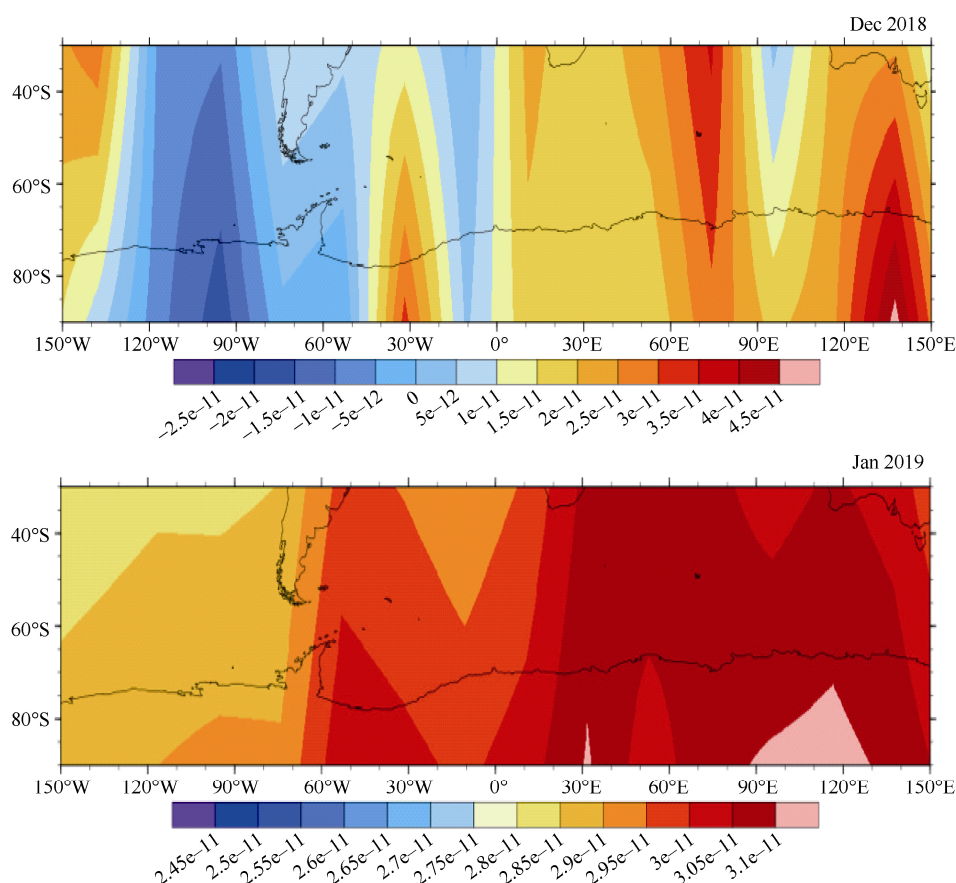 Dec 2018
40°S
60°S
80°S
150°W 120°W 90°W 60°W 30°W 0° 30°E 60°E 90°E 120°E 150°E
−2.5e−11 −2e−11 −1.5e−11 −1e−11 −5e−12 0 5e−12 1e−11 1.5e−11 2e−11 2.5e−11 3e−11 3.5e−11 4e−11 4.5e−11
Jan 2019
40°S
60°S
80°S
150°W 120°W 90°W 60°W 30°W 0° 30°E 60°E 90°E 120°E 150°E
2.45e−11 2.5e−11 2.55e−11 2.6e−11 2.65e−11 2.7e−11 2.75e−11 2.8e−11 2.85e−11 2.9e−11 2.95e−11 3e−11 3.05e−11 3.1e−11